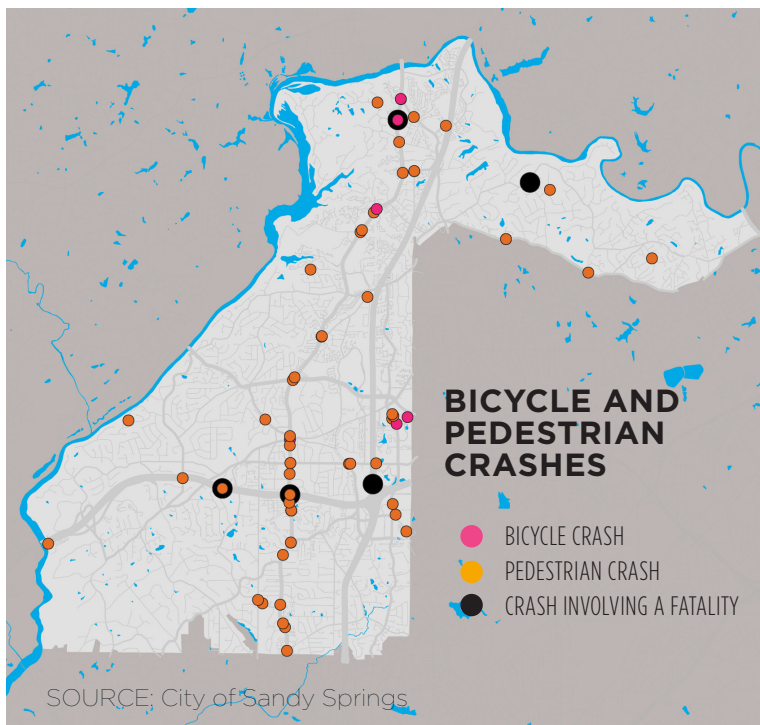 BICYCLE AND
PEDESTRIAN
CRASHES
BICYCLE CRASH
PEDESTRIAN CRASH
CRASH INVOLVING A FATALITY
SOURCE: City of Sandy Springs